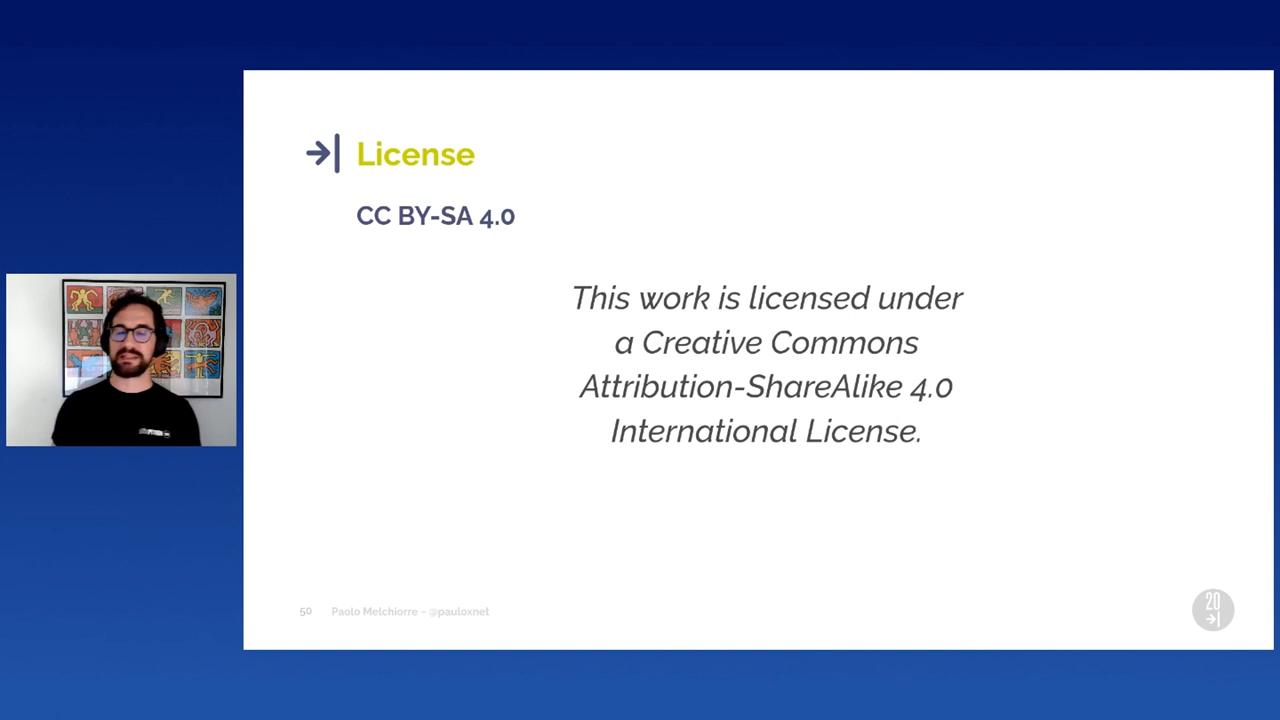 License
CC BY-SA 4.0
This work is licensed under
a Creative Commons
Attribution-ShareAlike 4.0
International License.
50 Paolo Melchiorre – @pauloxnet
20